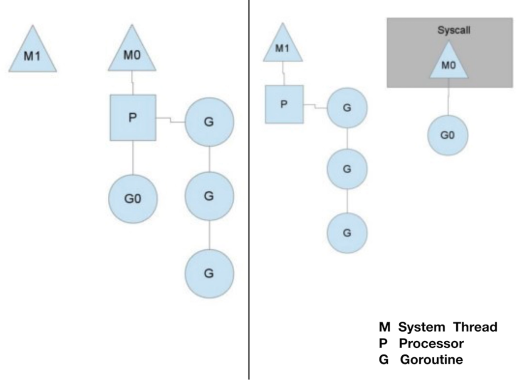 M1
M0
P
G
G0
G
G
Syscall
M1
M0
P
G
G0
G
G
M System Thread
P Processor
G Goroutine